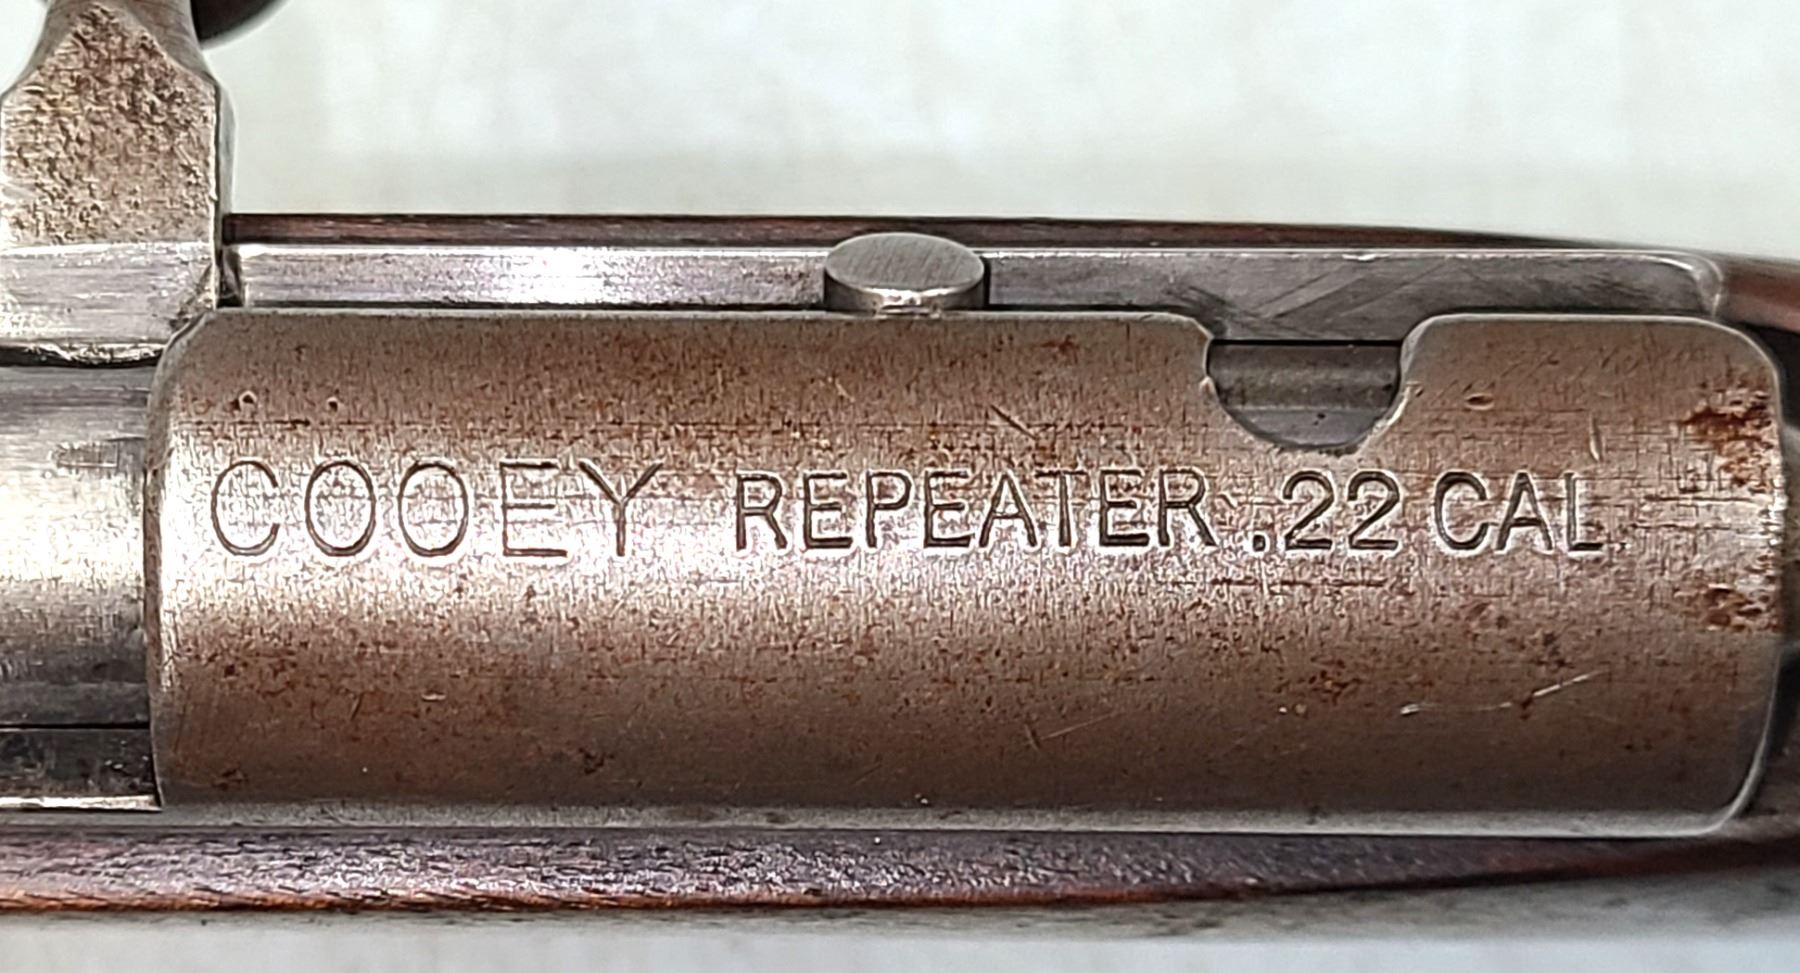 COOEY REPEATER .22 CAL.